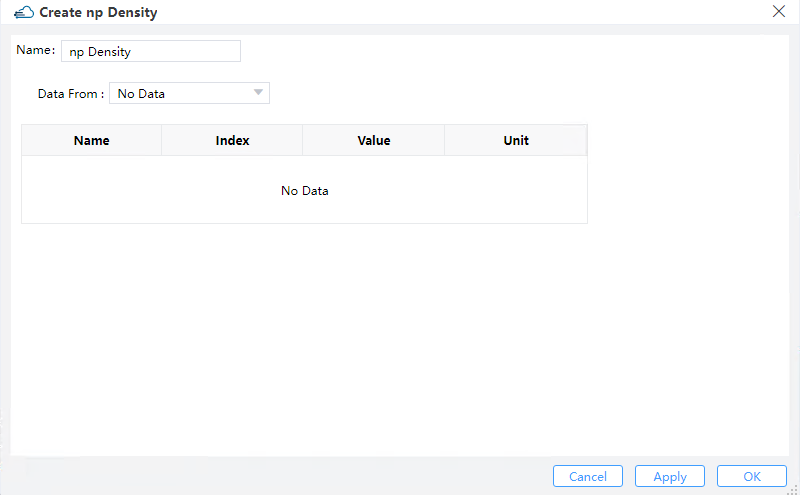 Create np Density
Name: np Density
Data From : No Data
Name Index Value Unit
No Data
Cancel Apply OK